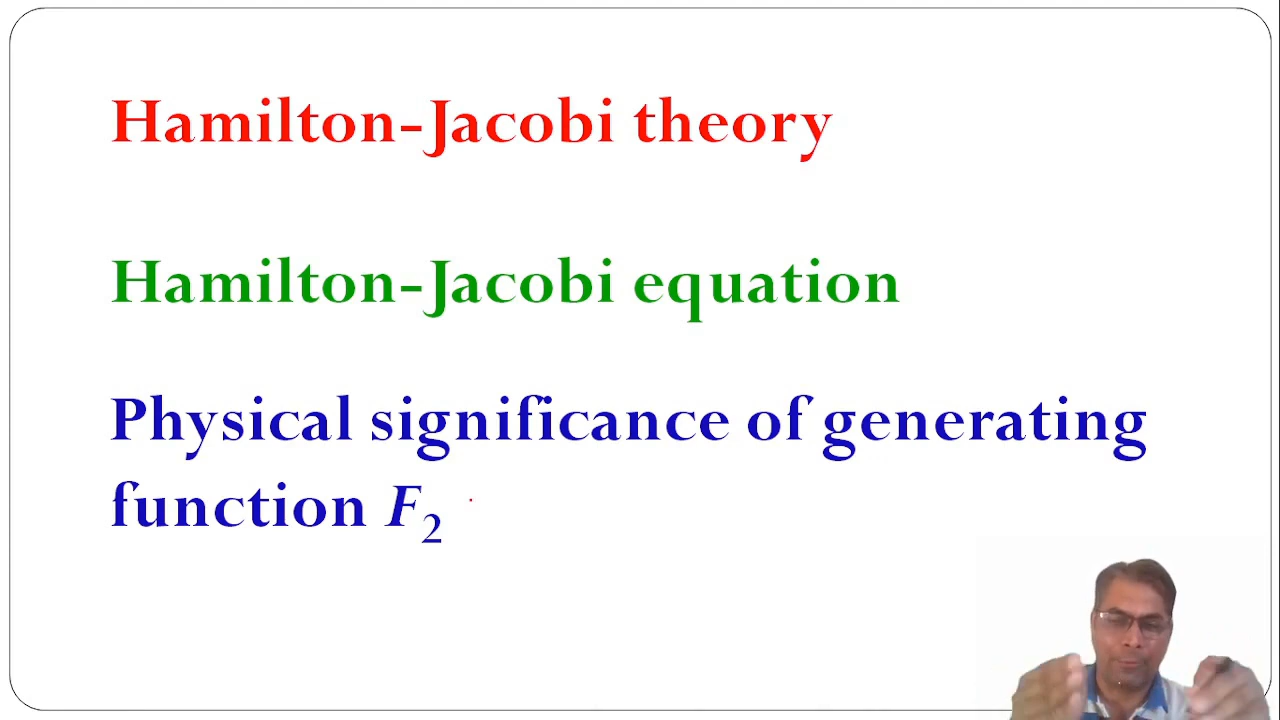 Hamilton-Jacobi theory
Hamilton-Jacobi equation
Physical significance of generating
function F₂